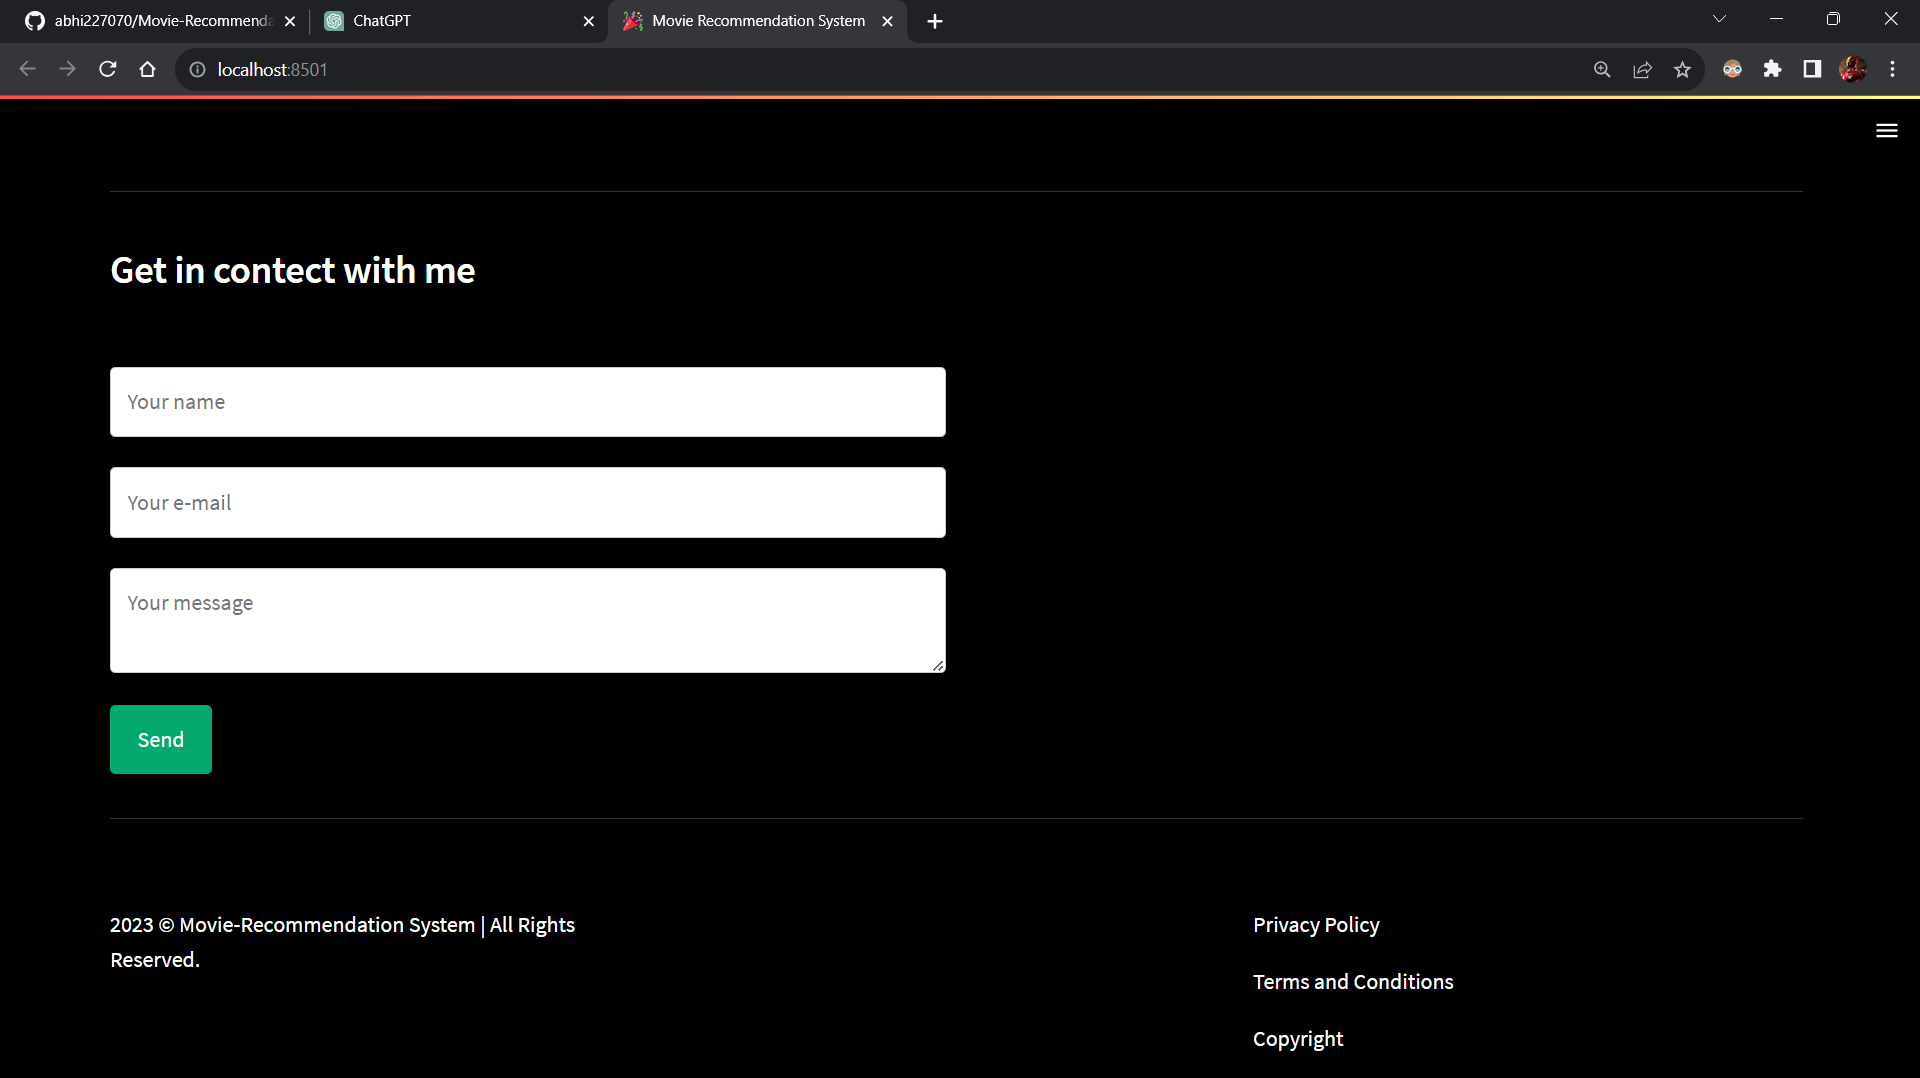 abhi227070/Movie-Recommenda
ChatGPT
Movie Recommendation System
localhost:8501
Get in contect with me
Your name
Your e-mail
Your message
Send
2023 © Movie-Recommendation System | All Rights
Reserved.
Privacy Policy
Terms and Conditions
Copyright